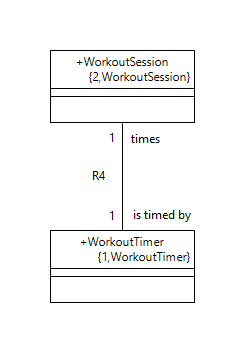 +WorkoutSession
{2,WorkoutSession}
1 times
R4
1 is timed by
+WorkoutTimer
{1,WorkoutTimer}